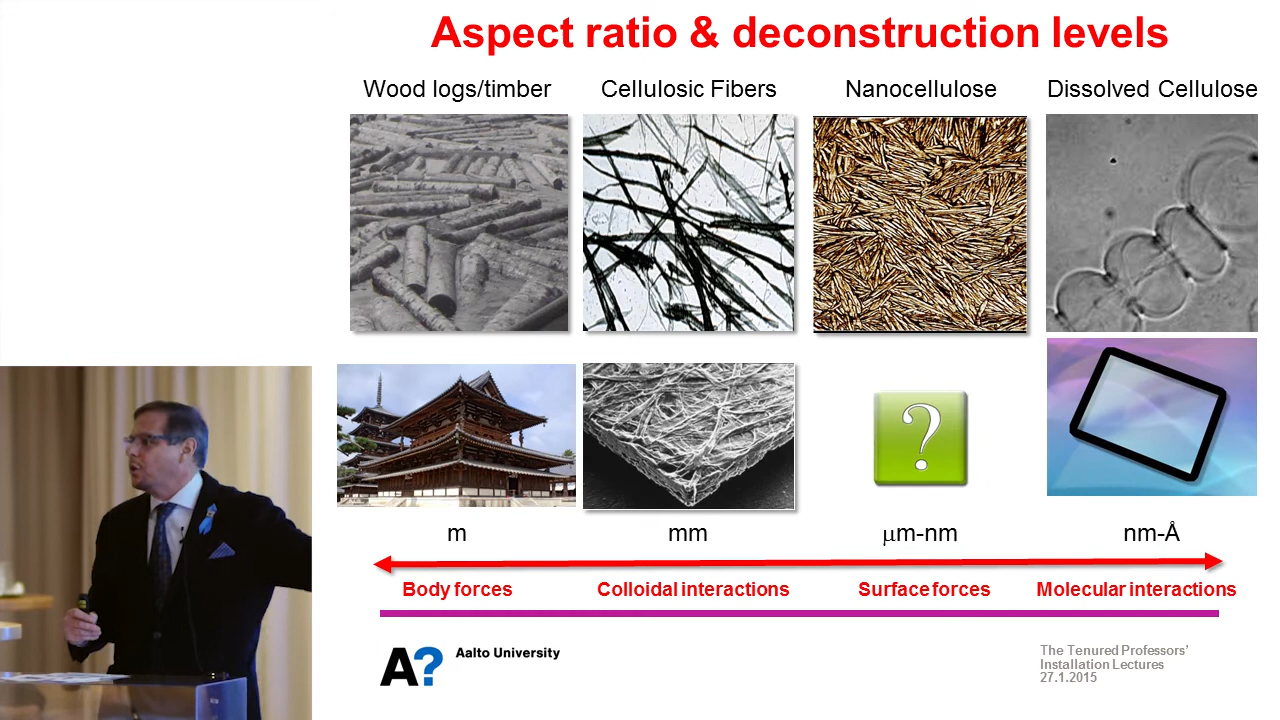 Aspect ratio & deconstruction levels
Wood logs/timber
Cellulosic Fibers
Nanocellulose
Dissolved Cellulose
?
m
mm
μm-nm
nm-Å
Body forces
Colloidal interactions
Surface forces
Molecular interactions
A?
Aalto University
The Tenured Professors’
Installation Lectures
27.1.2015